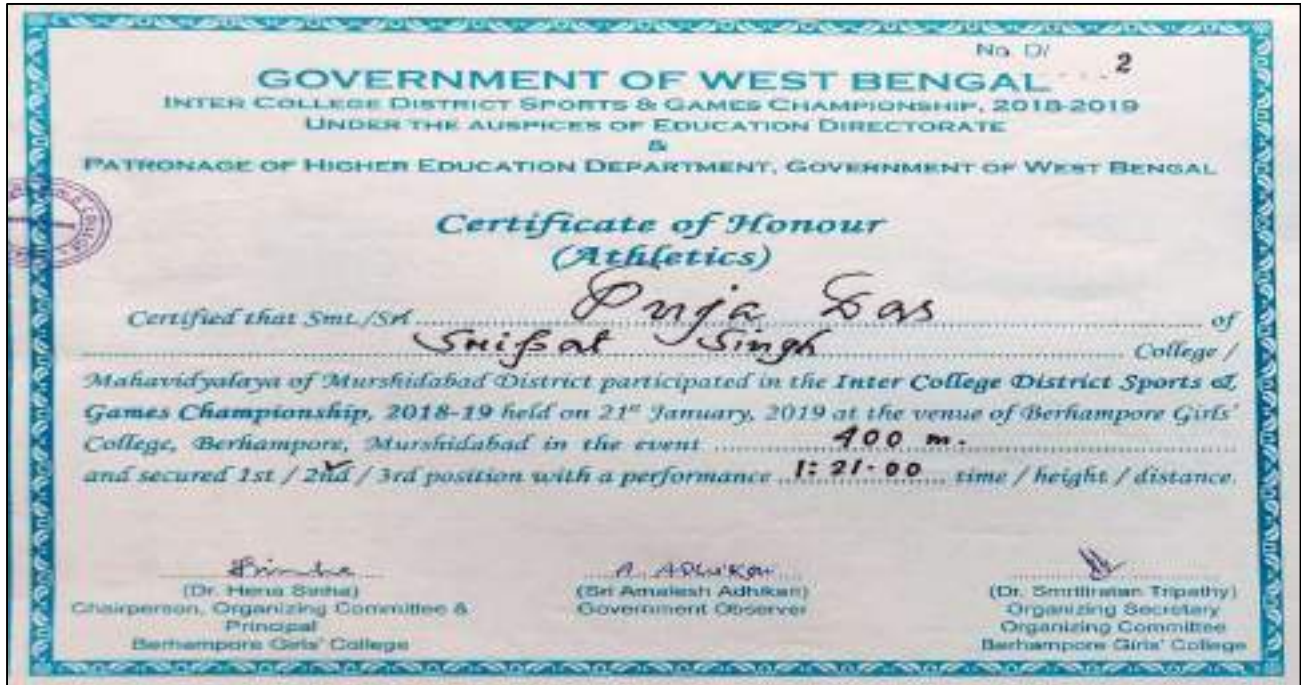 No. D/ 2
GOVERNMENT OF WEST BENGAL
INTER COLLEGE DISTRICT SPORTS & GAMES CHAMPIONSHIP, 2018-2019
UNDER THE AUSPICES OF EDUCATION DIRECTORATE
&
PATRONAGE OF HIGHER EDUCATION DEPARTMENT, GOVERNMENT OF WEST BENGAL
Certificate of Honour
(Athletics)
Certified that Smt./Sri Puja Das of
Sripat Singh College /
Mahavidyalaya of Murshidabad District participated in the Inter College District Sports &
Games Championship, 2018-19 held on 21st January, 2019 at the venue of Berhampore Girls'
College, Berhampore, Murshidabad in the event 400 m.
and secured 1st / 2nd / 3rd position with a performance 1:21.00 time / height / distance.
(Dr. Hena Sinha) (Sri Amalesh Adhikari) (Dr. Smritiratan Tripathy)
Chairperson, Organizing Committee & Government Observer Organizing Secretary
Principal Organizing Committee
Berhampore Girls' College Berhampore Girls' College